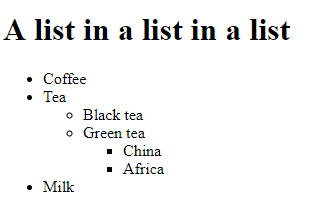 A list in a list in a list
Coffee
Tea
Black tea
Green tea
China
Africa
Milk